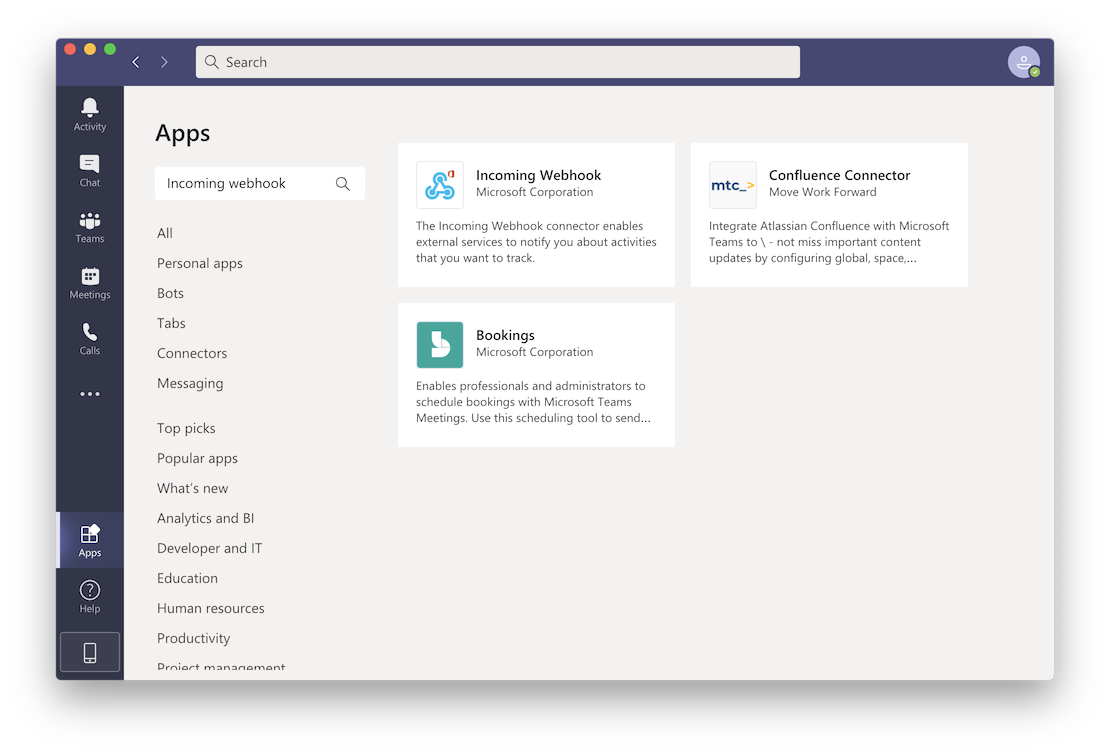 Search
Activity
Chat
Teams
Meetings
Calls
Apps
Help
Apps
Incoming webhook
All
Personal apps
Bots
Tabs
Connectors
Messaging
Top picks
Popular apps
What's new
Analytics and BI
Developer and IT
Education
Human resources
Productivity
Project management
Incoming Webhook
Microsoft Corporation
The Incoming Webhook connector enables
external services to notify you about activities
that you want to track.
mtc_>
Confluence Connector
Move Work Forward
Integrate Atlassian Confluence with Microsoft
Teams to \ - not miss important content
updates by configuring global, space,...
Bookings
Microsoft Corporation
Enables professionals and administrators to
schedule bookings with Microsoft Teams
Meetings. Use this scheduling tool to send...